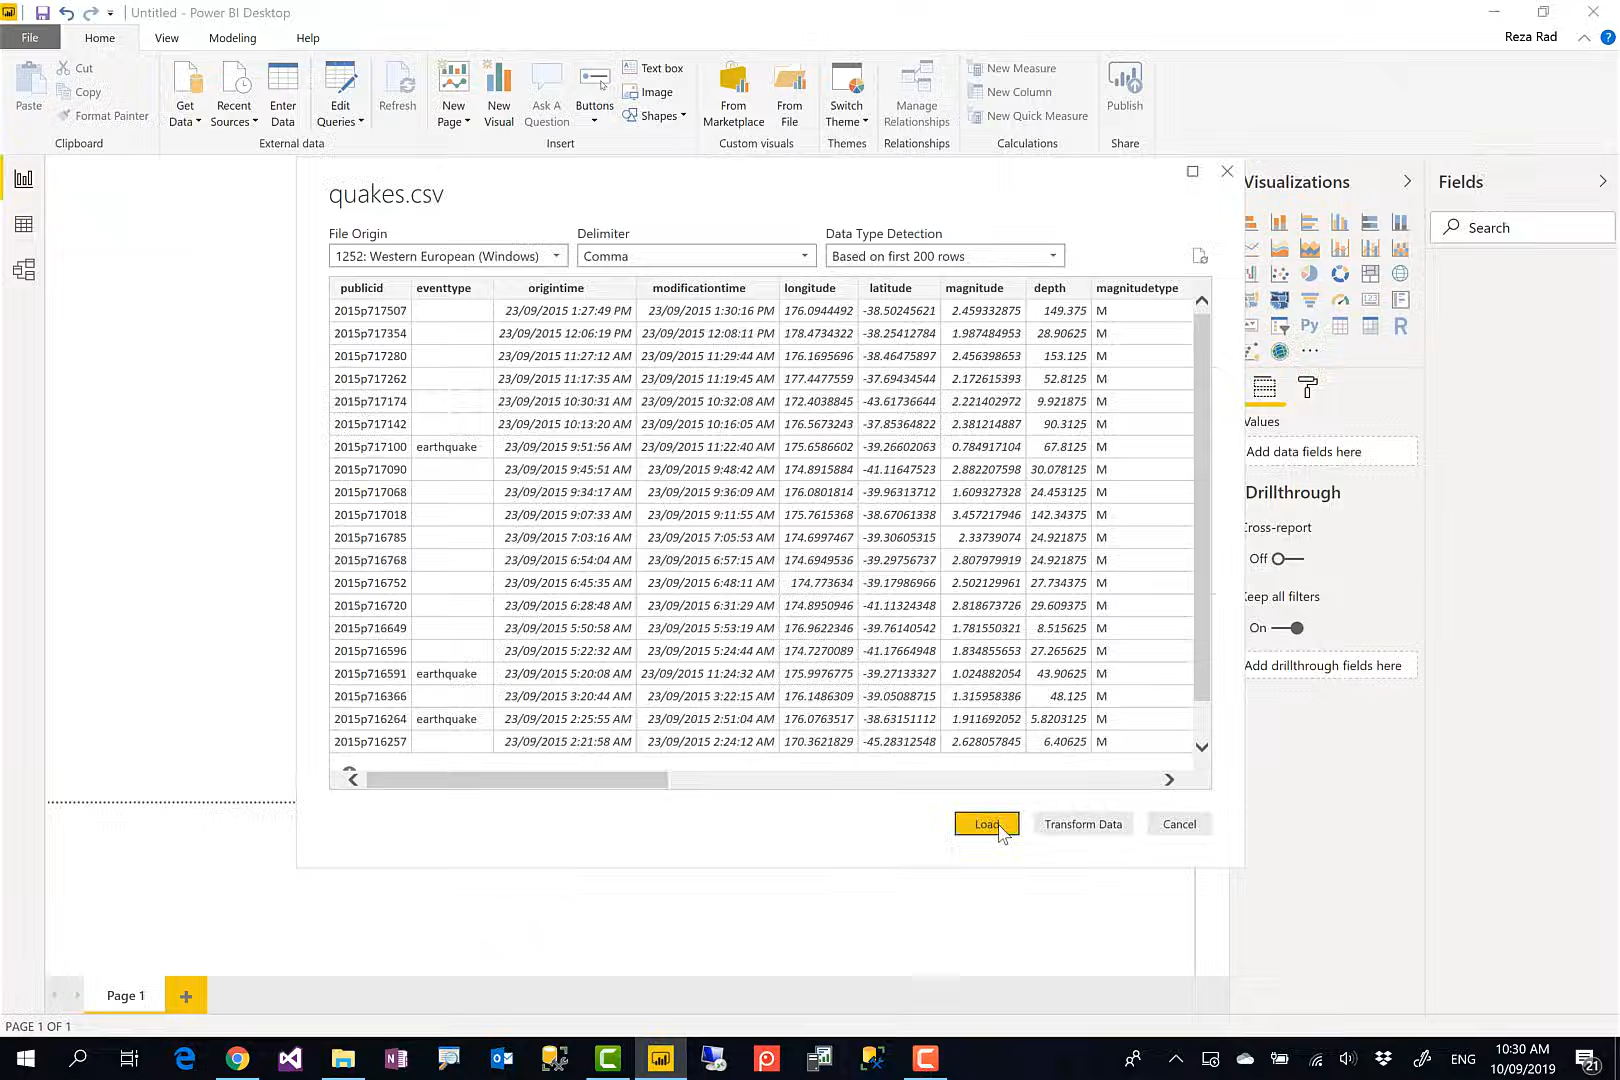 Untitled - Power BI Desktop
File Home View Modeling Help Reza Rad
Paste Cut Copy Format Painter
Clipboard
Get Data Recent Sources Enter Data Edit Queries Refresh
External data
New Page New Visual Ask A Question Buttons Text box Image Shapes
Insert
From Marketplace From File
Custom visuals
Switch Theme
Themes
Manage Relationships
Relationships
New Measure New Column New Quick Measure
Calculations
Publish
Share
quakes.csv
File Origin Delimiter Data Type Detection
1252: Western European (Windows) Comma Based on first 200 rows
publicid eventtype origintime modificationtime longitude latitude magnitude depth magnitudetype
2015p717507 23/09/2015 1:27:49 PM 23/09/2015 1:30:16 PM 176.0944492 -38.50245621 2.459332875 149.375 M
2015p717354 23/09/2015 12:06:19 PM 23/09/2015 12:08:11 PM 178.4734322 -38.25412784 1.987484953 28.90625 M
2015p717280 23/09/2015 11:27:12 AM 23/09/2015 11:29:44 AM 176.1695696 -38.46475897 2.456398653 153.125 M
2015p717262 23/09/2015 11:17:35 AM 23/09/2015 11:19:45 AM 177.4477559 -37.69434544 2.172615393 52.8125 M
2015p717174 23/09/2015 10:30:31 AM 23/09/2015 10:32:08 AM 172.4038845 -43.61736644 2.221402972 9.921875 M
2015p717142 23/09/2015 10:13:20 AM 23/09/2015 10:16:05 AM 176.5673243 -37.85364822 2.381214887 90.3125 M
2015p717100 earthquake 23/09/2015 9:51:56 AM 23/09/2015 11:22:40 AM 175.6586602 -39.26602063 0.784917104 67.8125 M
2015p717090 23/09/2015 9:45:51 AM 23/09/2015 9:48:42 AM 174.8915884 -41.11647523 2.882207598 30.078125 M
2015p717068 23/09/2015 9:34:17 AM 23/09/2015 9:36:09 AM 176.0801814 -39.96313712 1.609327328 24.453125 M
2015p717018 23/09/2015 9:07:33 AM 23/09/2015 9:11:55 AM 175.7615368 -38.67061338 3.457217946 142.34375 M
2015p716785 23/09/2015 7:03:16 AM 23/09/2015 7:05:53 AM 174.6997467 -39.30605315 2.33739074 24.921875 M
2015p716768 23/09/2015 6:54:04 AM 23/09/2015 6:57:15 AM 174.6949536 -39.29756737 2.807979919 24.921875 M
2015p716752 23/09/2015 6:45:35 AM 23/09/2015 6:48:11 AM 174.773634 -39.17986966 2.502129961 27.734375 M
2015p716720 23/09/2015 6:28:48 AM 23/09/2015 6:31:29 AM 174.8950946 -41.11324348 2.818673726 29.609375 M
2015p716649 23/09/2015 5:50:58 AM 23/09/2015 5:53:19 AM 176.9622346 -39.76140542 1.781550321 8.515625 M
2015p716596 23/09/2015 5:22:32 AM 23/09/2015 5:24:44 AM 174.7270089 -41.17664948 1.834855653 27.265625 M
2015p716591 earthquake 23/09/2015 5:20:08 AM 23/09/2015 11:24:32 AM 175.9976775 -39.27133327 1.024882054 43.90625 M
2015p716366 23/09/2015 3:20:44 AM 23/09/2015 3:22:15 AM 176.1486309 -39.05088715 1.315958386 48.125 M
2015p716264 earthquake 23/09/2015 2:25:55 AM 23/09/2015 2:51:04 AM 176.0763517 -38.63151112 1.911692052 5.8203125 M
2015p716257 23/09/2015 2:21:58 AM 23/09/2015 2:24:12 AM 170.3621829 -45.28312548 2.628057845 6.40625 M
Load Transform Data Cancel
Visualizations
Py R
Values
Add data fields here
Drillthrough
Cross-report
Off
Keep all filters
On
Add drillthrough fields here
Fields
Search
Page 1
PAGE 1 OF 1
ENG
10:30 AM
10/09/2019
21